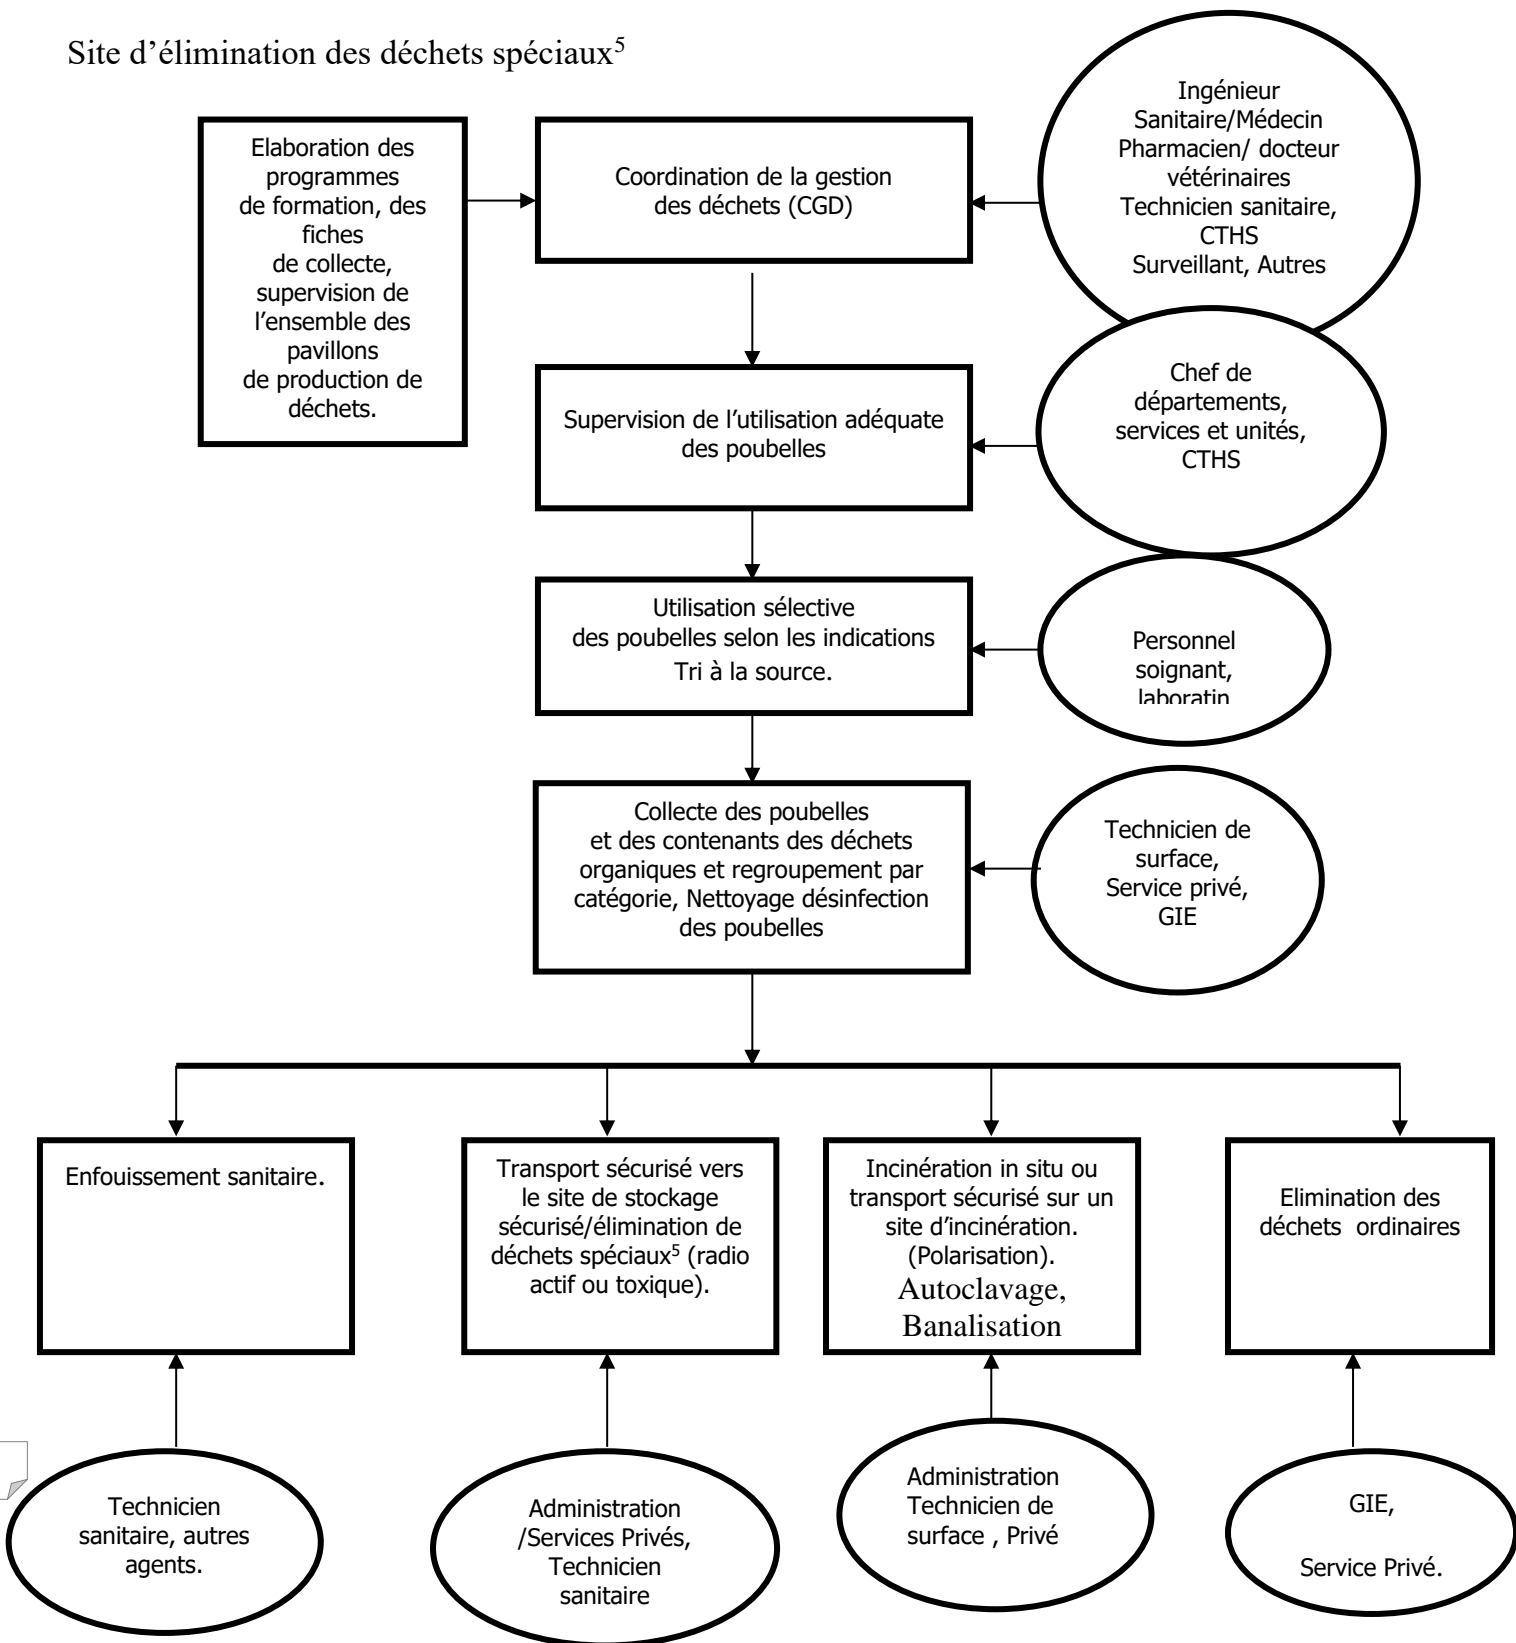 Site d’élimination des déchets spéciaux⁵
Elaboration des
programmes
de formation, des
fiches
de collecte,
supervision de
l’ensemble des
pavillons
de production de
déchets.
Coordination de la gestion
des déchets (CGD)
Ingénieur
Sanitaire/Médecin
Pharmacien/ docteur
vétérinaires
Technicien sanitaire,
CTHS
Surveillant, Autres
Supervision de l’utilisation adéquate
des poubelles
Chef de
départements,
services et unités,
CTHS
Utilisation sélective
des poubelles selon les indications
Tri à la source.
Personnel
soignant,
laboratin
Collecte des poubelles
et des contenants des déchets
organiques et regroupement par
catégorie, Nettoyage désinfection
des poubelles
Technicien de
surface,
Service privé,
GIE
Enfouissement sanitaire.
Transport sécurisé vers
le site de stockage
sécurisé/élimination de
déchets spéciaux⁵ (radio
actif ou toxique).
Incinération in situ ou
transport sécurisé sur un
site d’incinération.
(Polarisation).
Autoclavage,
Banalisation
Elimination des
déchets  ordinaires
Technicien
sanitaire, autres
agents.
Administration
/Services Privés,
Technicien
sanitaire
Administration
Technicien de
surface , Privé
GIE,
Service Privé.